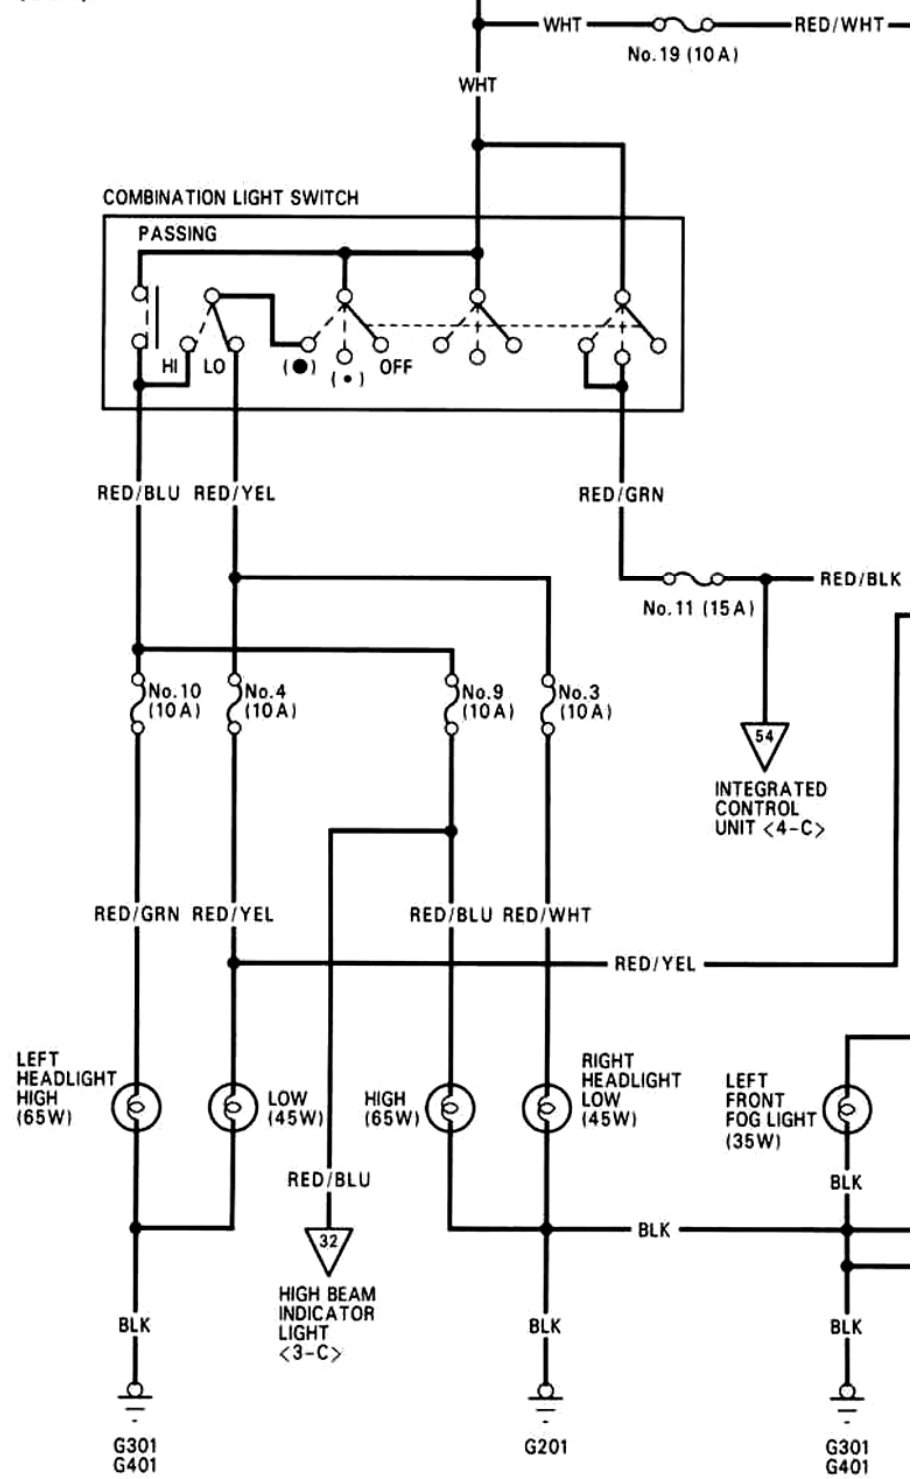 WHT
RED/WHT
No.19 (10A)
WHT
COMBINATION LIGHT SWITCH
PASSING
HI
LO
(●)
(•)
OFF
RED/BLU
RED/YEL
RED/GRN
RED/BLK
No.11 (15A)
No.10
(10A)
No.4
(10A)
No.9
(10A)
No.3
(10A)
54
INTEGRATED
CONTROL
UNIT <4-C>
RED/GRN
RED/YEL
RED/BLU
RED/WHT
RED/YEL
LEFT
HEADLIGHT
HIGH
(65W)
LOW
(45W)
HIGH
(65W)
RIGHT
HEADLIGHT
LOW
(45W)
LEFT
FRONT
FOG LIGHT
(35W)
RED/BLU
BLK
BLK
32
HIGH BEAM
INDICATOR
LIGHT
<3-C>
BLK
BLK
BLK
G301
G401
G201
G301
G401